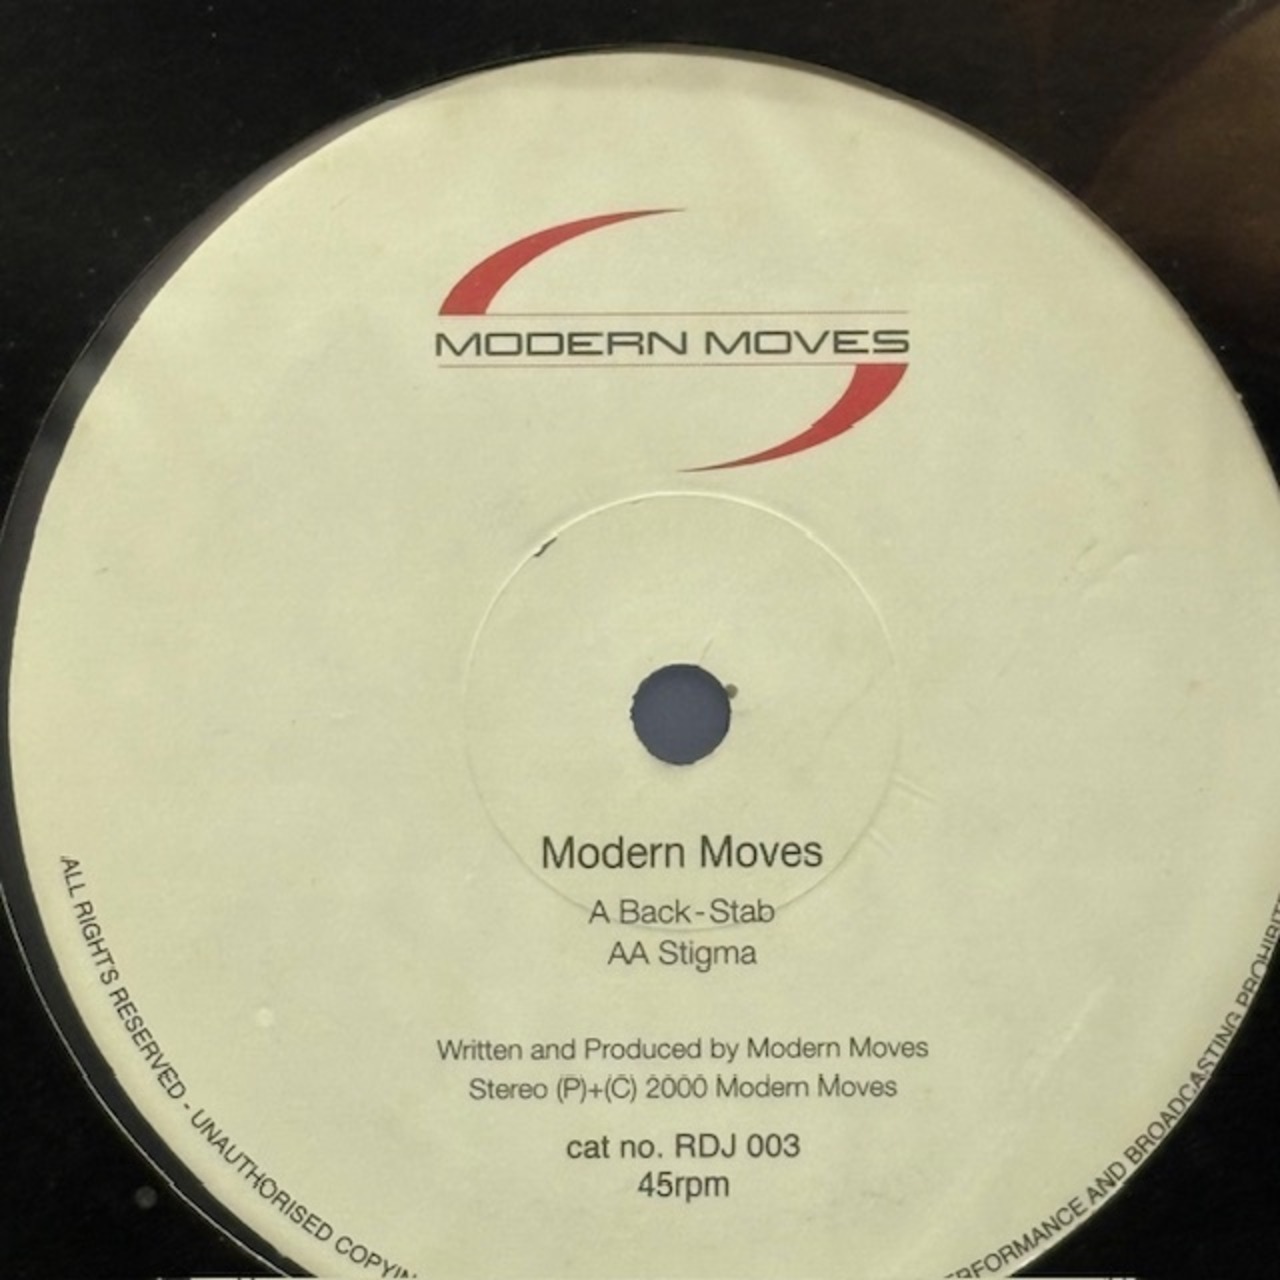 MODERN MOVES
Modern Moves
A Back-Stab
AA Stigma
Written and Produced by Modern Moves
Stereo (P)+(C) 2000 Modern Moves
cat no. RDJ 003
45rpm
ALL RIGHTS RESERVED - UNAUTHORISED
AND BROADCASTING